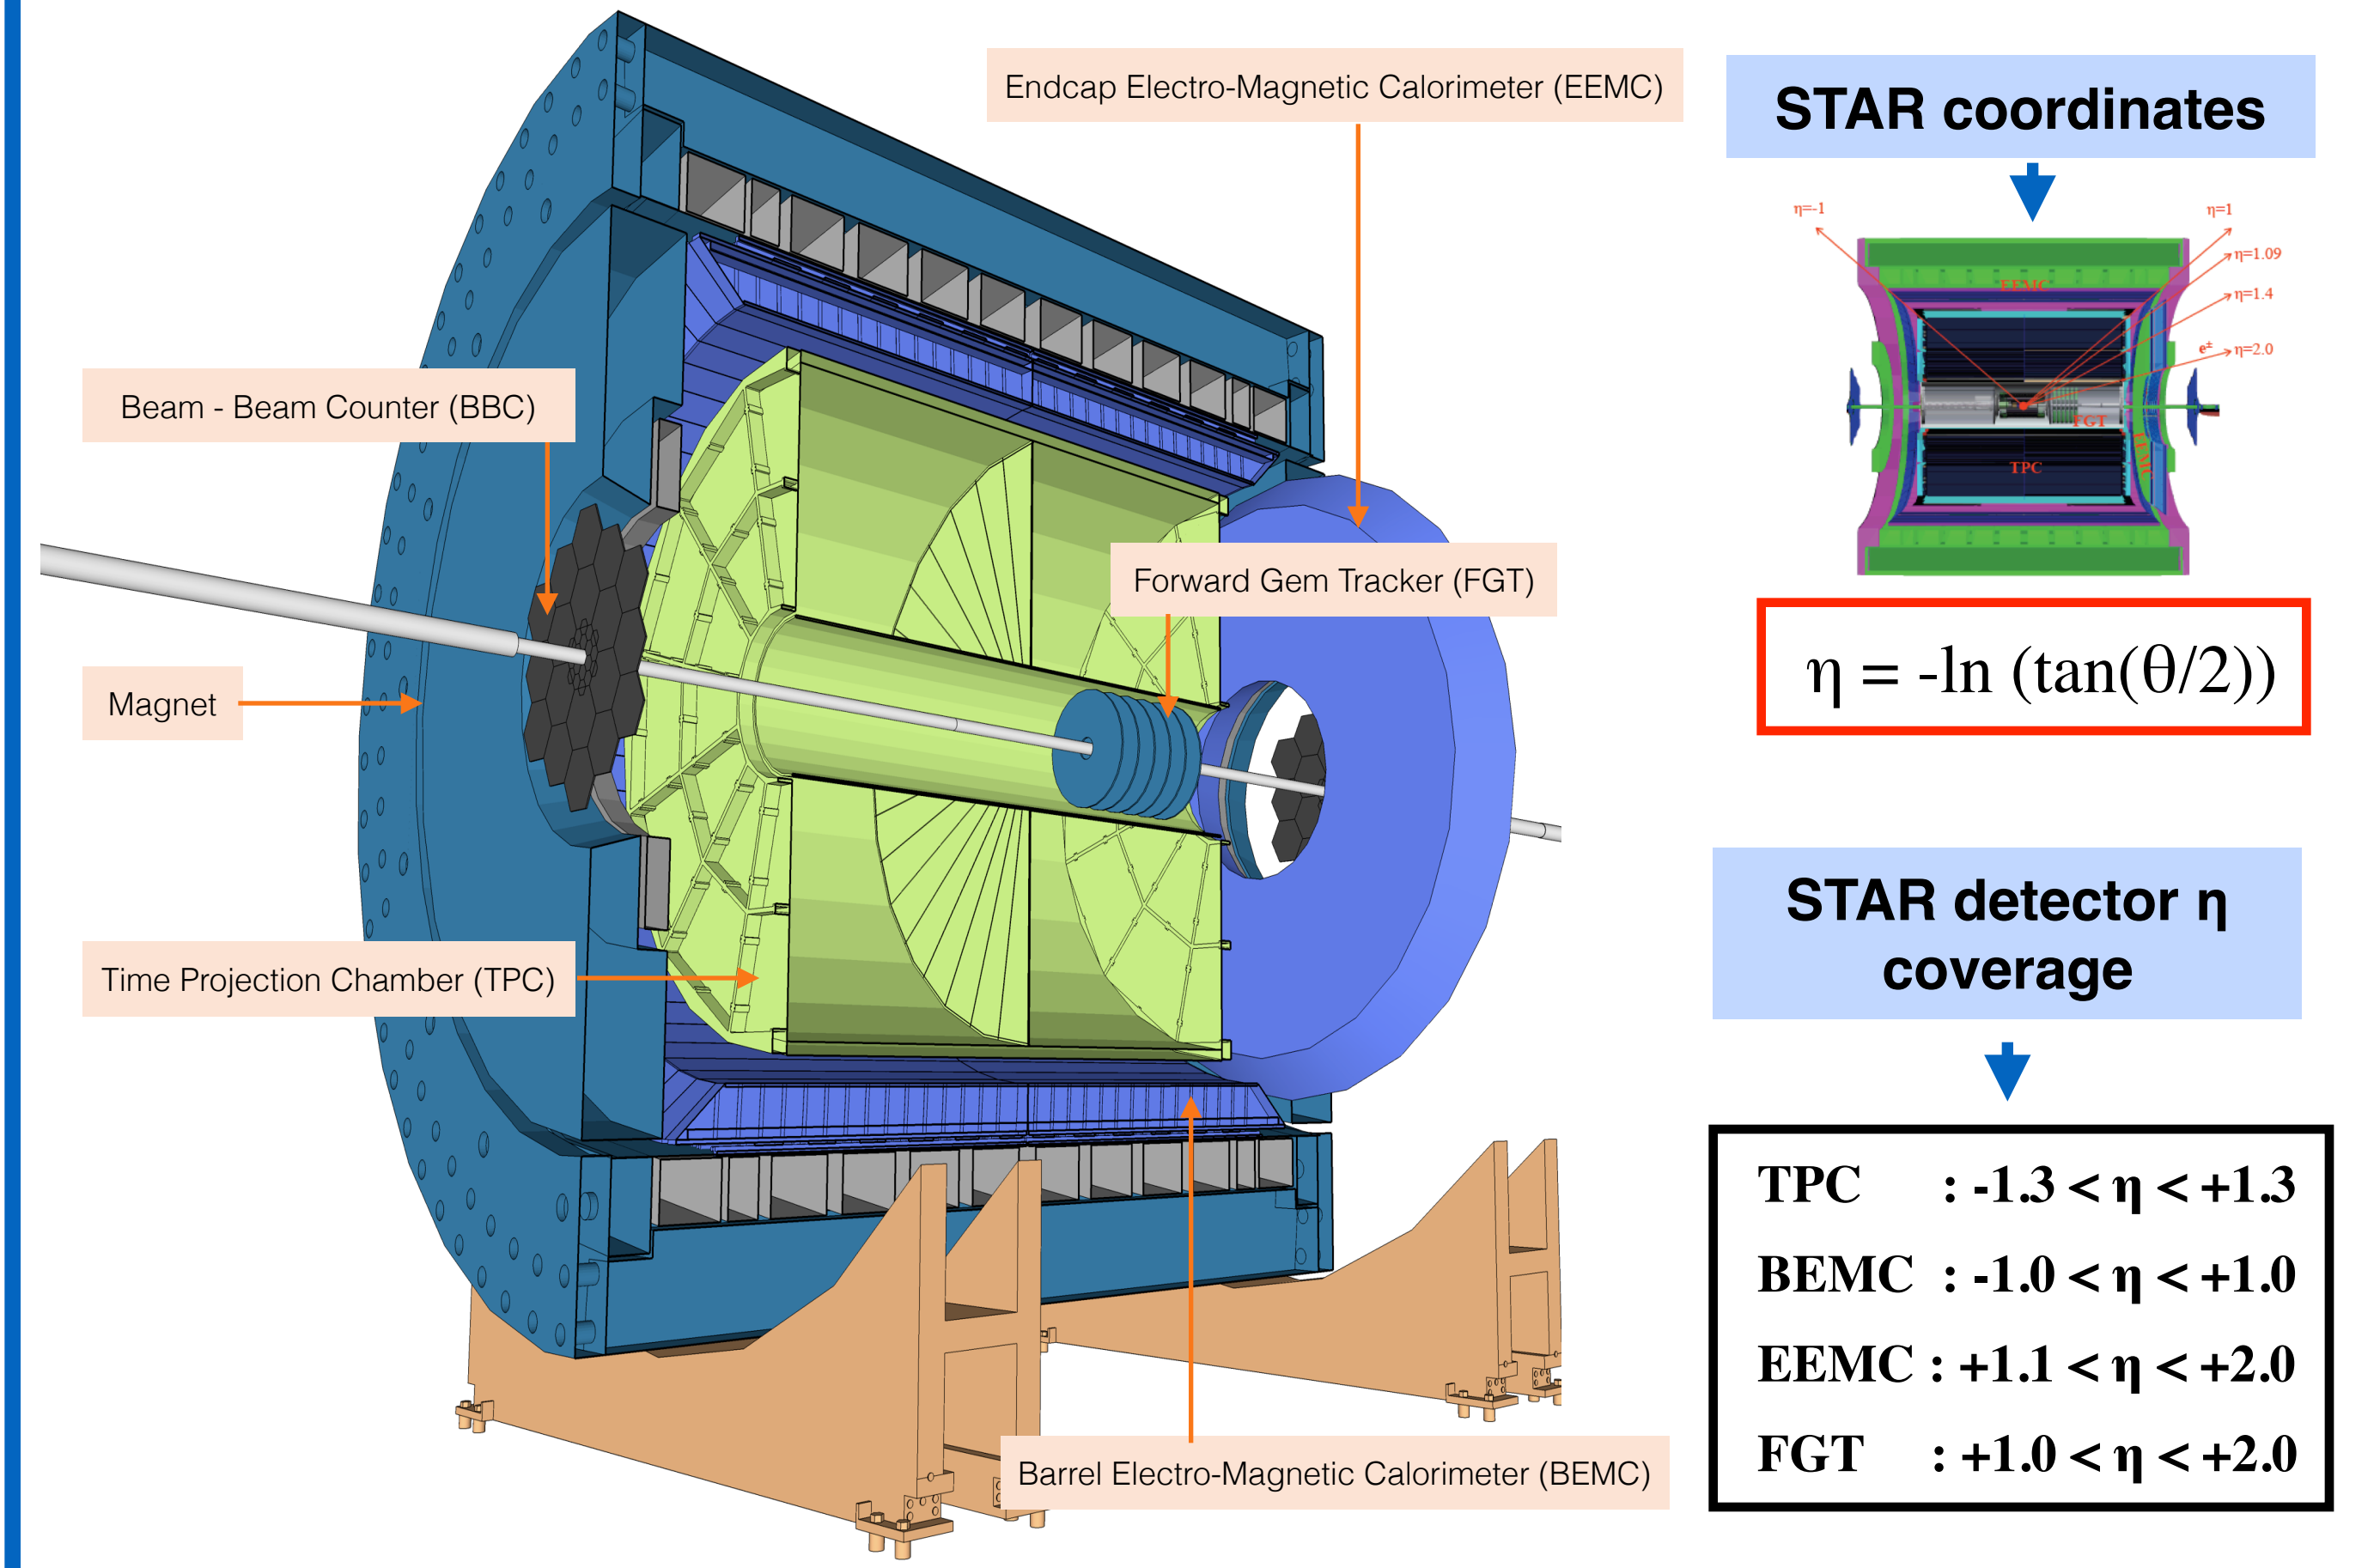 Endcap Electro-Magnetic Calorimeter (EEMC)
Beam - Beam Counter (BBC)
Forward Gem Tracker (FGT)
Magnet
Time Projection Chamber (TPC)
Barrel Electro-Magnetic Calorimeter (BEMC)
STAR coordinates
η=-1
η=1
η=1.09
η=1.4
e± η=2.0
EEMC
FGT
EEMC
TPC
η = -ln (tan(θ/2))
STAR detector η
coverage
TPC : -1.3 < η < +1.3
BEMC : -1.0 < η < +1.0
EEMC : +1.1 < η < +2.0
FGT : +1.0 < η < +2.0